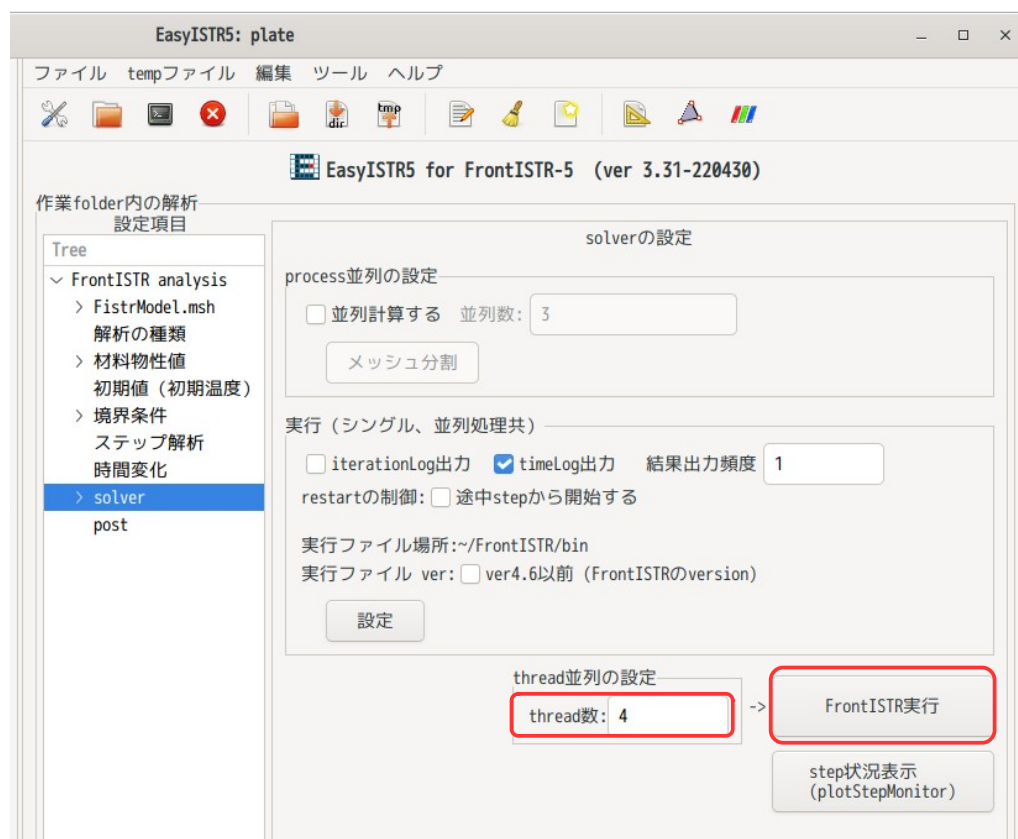 EasyISTR5: plate
ファイル tempファイル 編集 ツール ヘルプ
dir
tmp
EasyISTR5 for FrontISTR-5 (ver 3.31-220430)
作業folder内の解析
設定項目
Tree
FrontISTR analysis
FistrModel.msh
解析の種類
材料物性値
初期値（初期温度）
境界条件
ステップ解析
時間変化
solver
post
solverの設定
process並列の設定
並列計算する 並列数: 3
メッシュ分割
実行（シングル、並列処理共）
iterationLog出力 timeLog出力 結果出力頻度 1
restartの制御: 途中stepから開始する
実行ファイル場所:~/FrontISTR/bin
実行ファイル ver: ver4.6以前 (FrontISTRのversion)
設定
thread並列の設定
thread数: 4
->
FrontISTR実行
step状況表示
(plotStepMonitor)